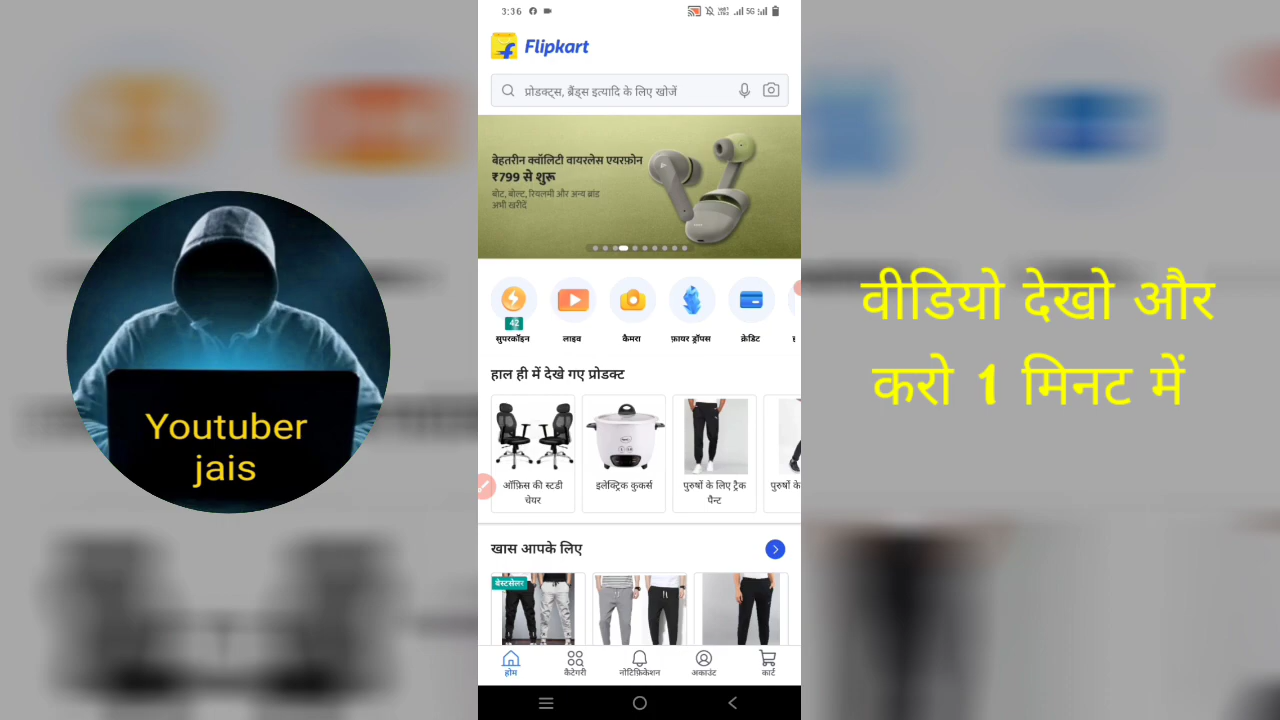 3:36
5G
Flipkart
प्रोडक्ट्स, ब्रैंड्स इत्यादि के लिए खोजें
बेहतरीन क्वॉलिटी वायरलेस एयरफ़ोन
₹799 से शुरू
बोट, बोल्ट, रियलमी और अन्य ब्रांड
अभी खरीदें
42
सुपरकॉइन
लाइव
कैमरा
फ़ायर ड्रॉपस
क्रेडिट
हाल ही में देखे गए प्रोडक्ट
ऑफ़िस की स्टडी
चेयर
इलेक्ट्रिक कुकर्स
पुरुषों के लिए ट्रैक
पैन्ट
पुरुषों के
खास आपके लिए
बेस्टसेलर
होम
कैटेगरी
नोटिफ़िकेशन
अकाउंट
कार्ट
Youtuber
jais
वीडियो देखो और
करो 1 मिनट में